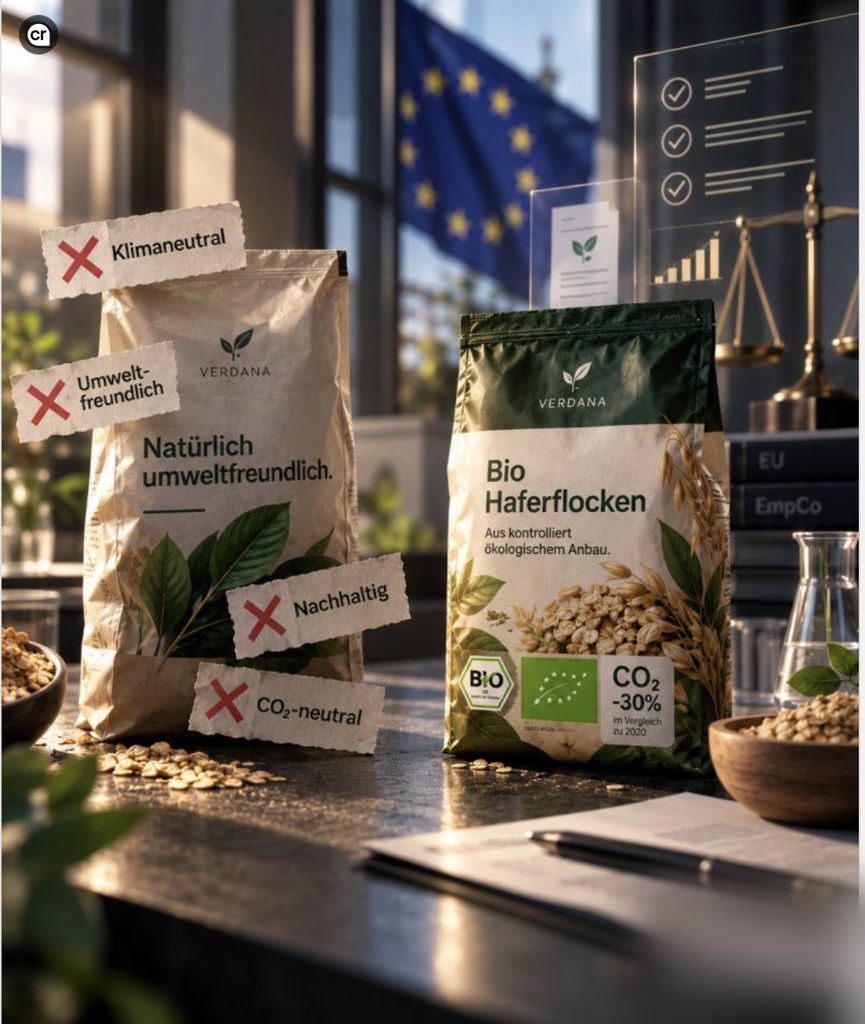 cr
Klimaneutral
Umwelt-
freundlich
VERDANA
Natürlich
umweltfreundlich.
Nachhaltig
CO₂-neutral
VERDANA
Bio
Haferflocken
Aus kontrolliert
ökologischem Anbau.
Bio
CO₂
-30%
im Vergleich
zu 2020
EU
EmpCo